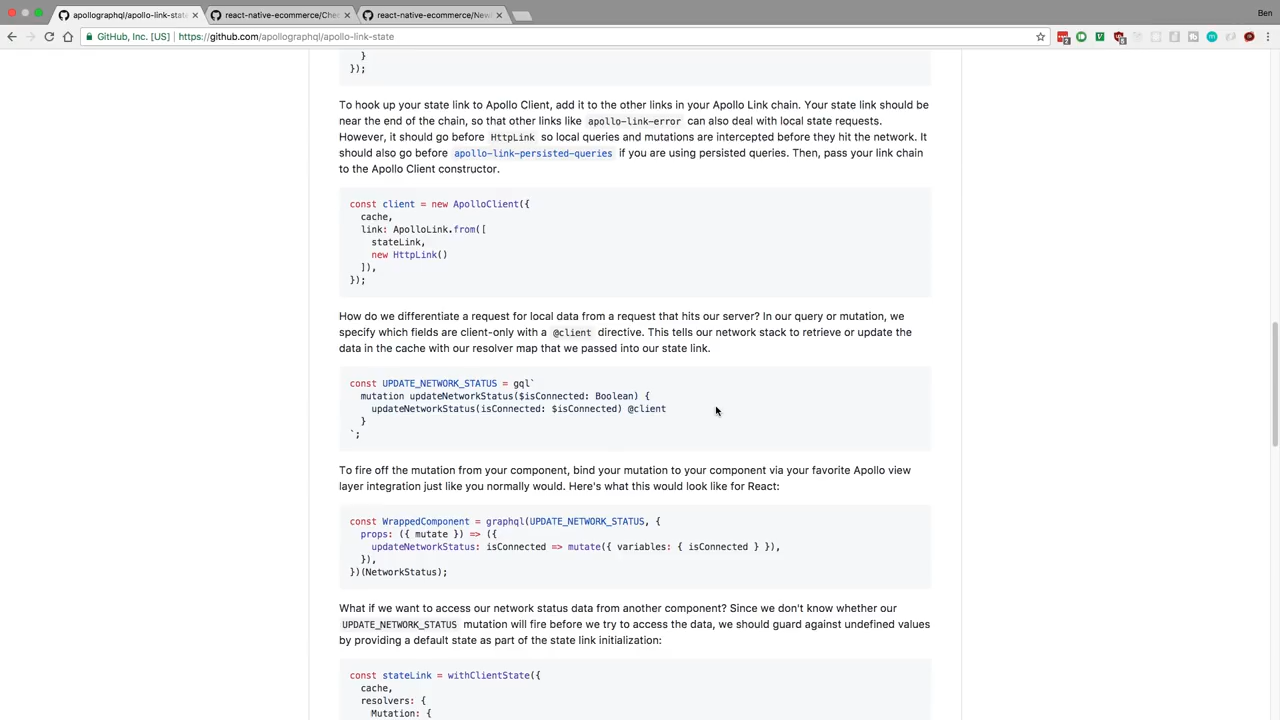 apollographql/apollo-link-state
react-native-ecommerce/Che
react-native-ecommerce/New
Ben
GitHub, Inc. [US] | https://github.com/apollographql/apollo-link-state
}
});
To hook up your state link to Apollo Client, add it to the other links in your Apollo Link chain. Your state link should be
near the end of the chain, so that other links like apollo-link-error can also deal with local state requests.
However, it should go before HttpLink so local queries and mutations are intercepted before they hit the network. It
should also go before apollo-link-persisted-queries if you are using persisted queries. Then, pass your link chain
to the Apollo Client constructor.
const client = new ApolloClient({
cache,
link: ApolloLink.from([
stateLink,
new HttpLink()
]),
});
How do we differentiate a request for local data from a request that hits our server? In our query or mutation, we
specify which fields are client-only with a @client directive. This tells our network stack to retrieve or update the
data in the cache with our resolver map that we passed into our state link.
const UPDATE_NETWORK_STATUS = gql`
mutation updateNetworkStatus($isConnected: Boolean) {
updateNetworkStatus(isConnected: $isConnected) @client
}
`;
To fire off the mutation from your component, bind your mutation to your component via your favorite Apollo view
layer integration just like you normally would. Here's what this would look like for React:
const WrappedComponent = graphql(UPDATE_NETWORK_STATUS, {
props: ({ mutate }) => ({
updateNetworkStatus: isConnected => mutate({ variables: { isConnected } }),
}),
})(NetworkStatus);
What if we want to access our network status data from another component? Since we don't know whether our
UPDATE_NETWORK_STATUS mutation will fire before we try to access the data, we should guard against undefined values
by providing a default state as part of the state link initialization:
const stateLink = withClientState({
cache,
resolvers: {
Mutation: {